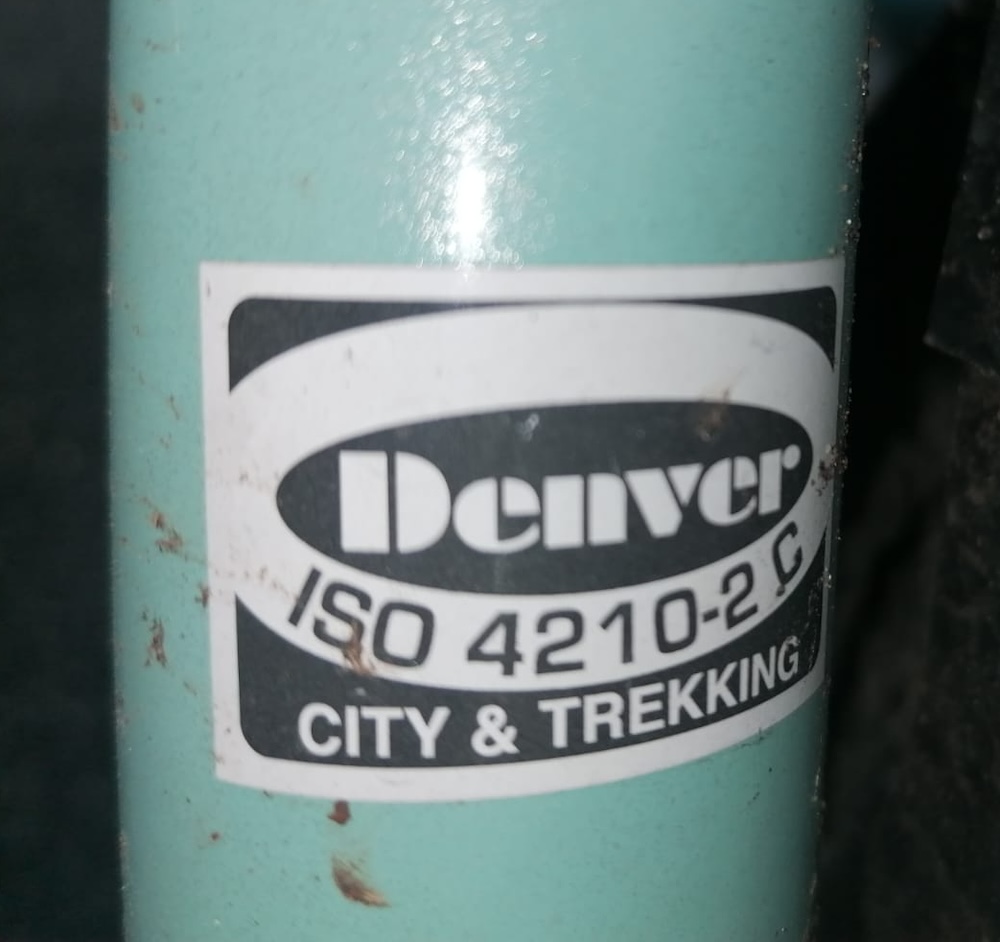 Denver
ISO 4210-2 C
CITY & TREKKING